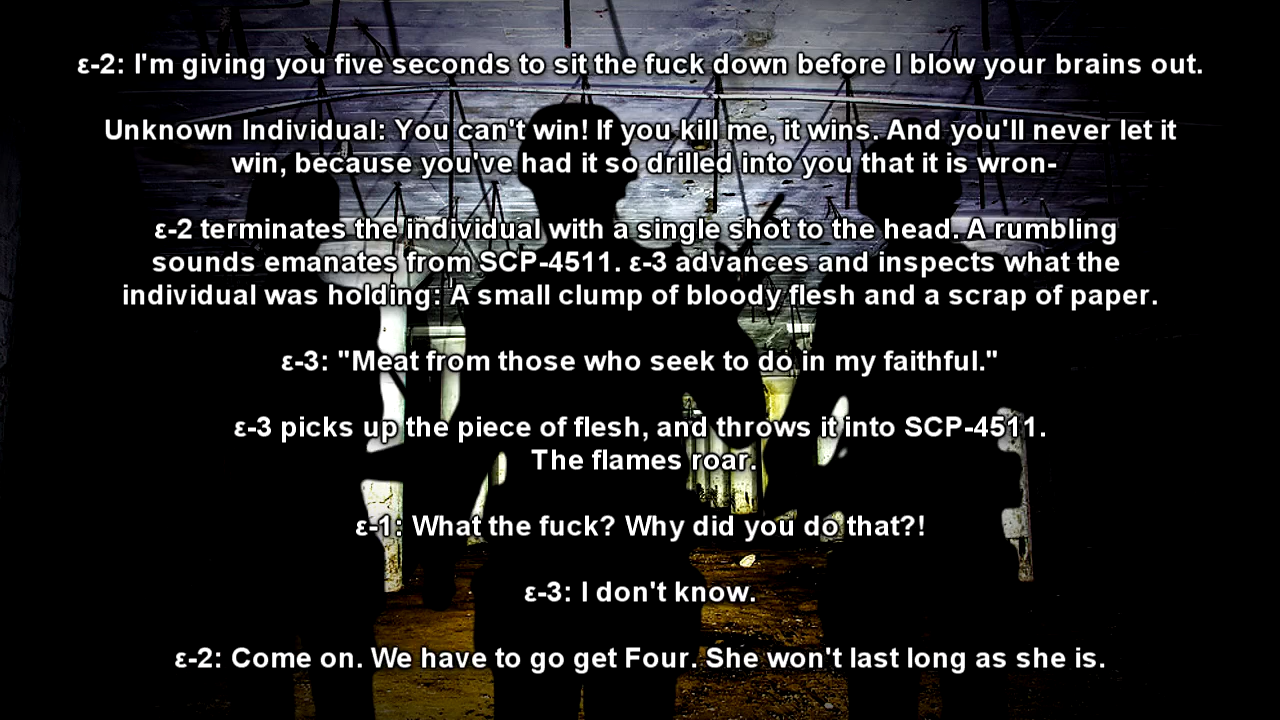 ε-2: I'm giving you five seconds to sit the fuck down before I blow your brains out.
Unknown Individual: You can't win! If you kill me, it wins. And you'll never let it
win, because you've had it so drilled into you that it is wron-
ε-2 terminates the individual with a single shot to the head. A rumbling
sounds emanates from SCP-4511. ε-3 advances and inspects what the
individual was holding: A small clump of bloody flesh and a scrap of paper.
ε-3: "Meat from those who seek to do in my faithful."
ε-3 picks up the piece of flesh, and throws it into SCP-4511.
The flames roar.
ε-1: What the fuck? Why did you do that?!
ε-3: I don't know.
ε-2: Come on. We have to go get Four. She won't last long as she is.